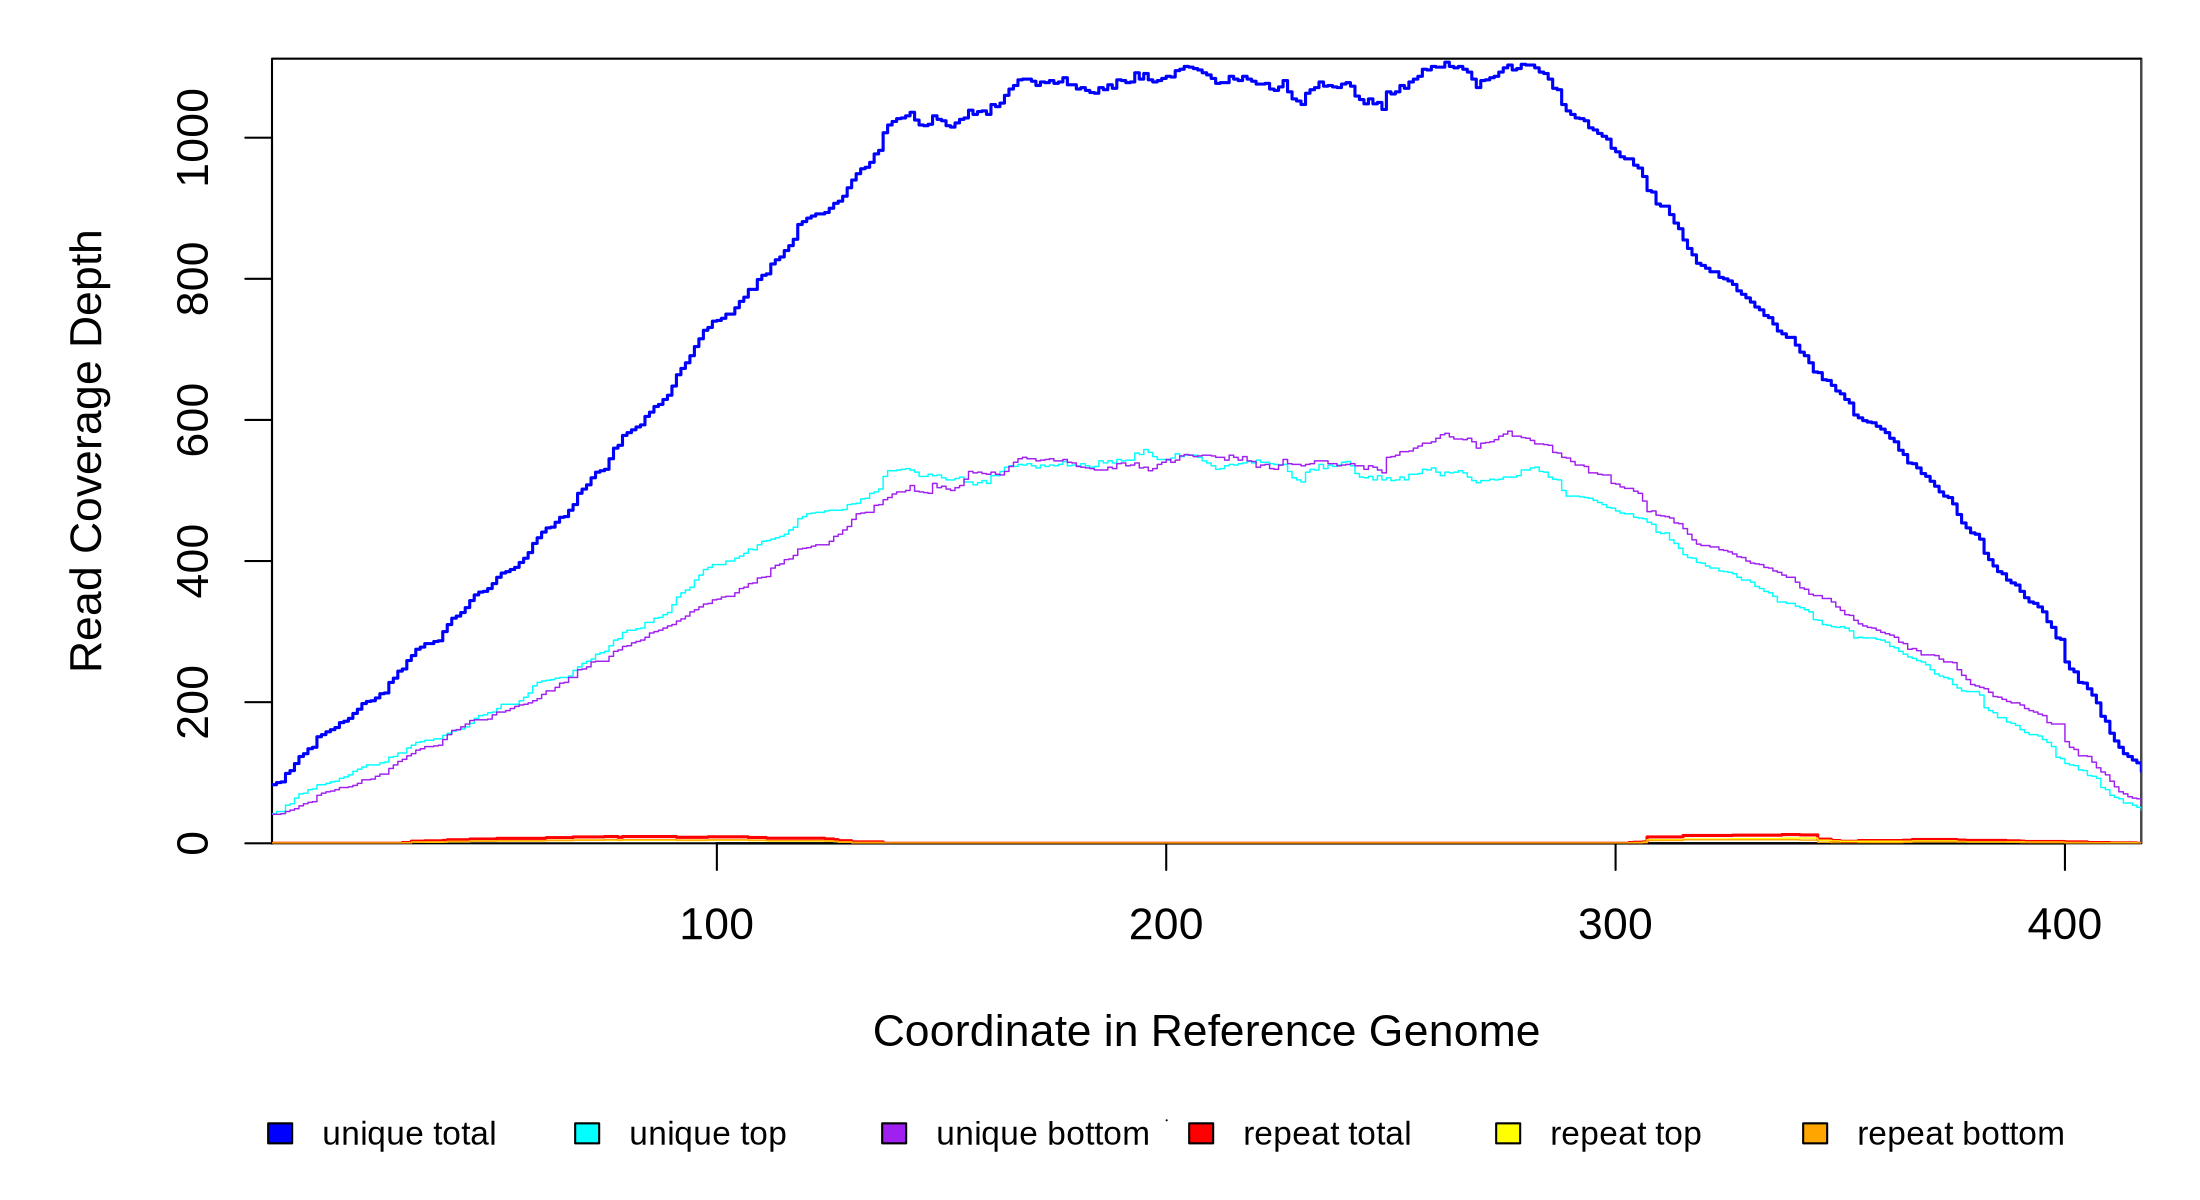 Read Coverage Depth
1000
800
600
400
200
0
100 200 300 400
Coordinate in Reference Genome
unique total unique top unique bottom repeat total repeat top repeat bottom